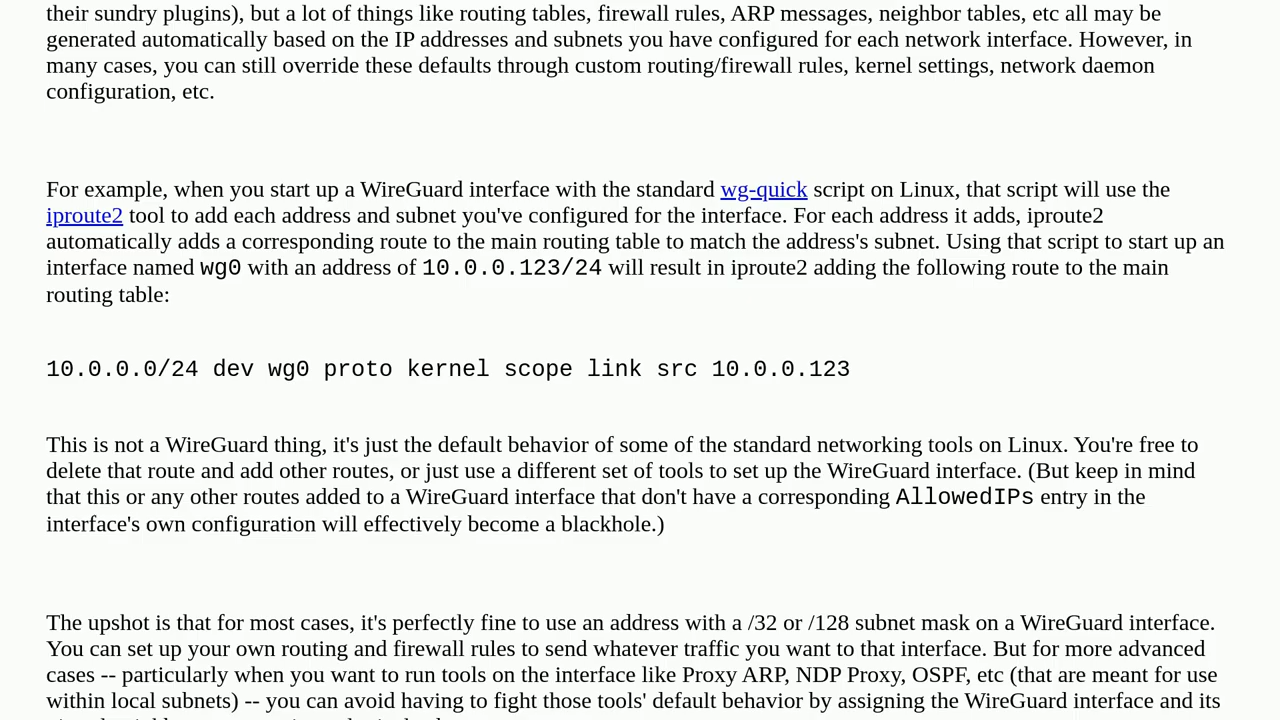 their sundry plugins), but a lot of things like routing tables, firewall rules, ARP messages, neighbor tables, etc all may be
generated automatically based on the IP addresses and subnets you have configured for each network interface. However, in
many cases, you can still override these defaults through custom routing/firewall rules, kernel settings, network daemon
configuration, etc.
For example, when you start up a WireGuard interface with the standard wg-quick script on Linux, that script will use the
iproute2 tool to add each address and subnet you've configured for the interface. For each address it adds, iproute2
automatically adds a corresponding route to the main routing table to match the address's subnet. Using that script to start up an
interface named wg0 with an address of 10.0.0.123/24 will result in iproute2 adding the following route to the main
routing table:
10.0.0.0/24 dev wg0 proto kernel scope link src 10.0.0.123
This is not a WireGuard thing, it's just the default behavior of some of the standard networking tools on Linux. You're free to
delete that route and add other routes, or just use a different set of tools to set up the WireGuard interface. (But keep in mind
that this or any other routes added to a WireGuard interface that don't have a corresponding AllowedIPs entry in the
interface's own configuration will effectively become a blackhole.)
The upshot is that for most cases, it's perfectly fine to use an address with a /32 or /128 subnet mask on a WireGuard interface.
You can set up your own routing and firewall rules to send whatever traffic you want to that interface. But for more advanced
cases -- particularly when you want to run tools on the interface like Proxy ARP, NDP Proxy, OSPF, etc (that are meant for use
within local subnets) -- you can avoid having to fight those tools' default behavior by assigning the WireGuard interface and its